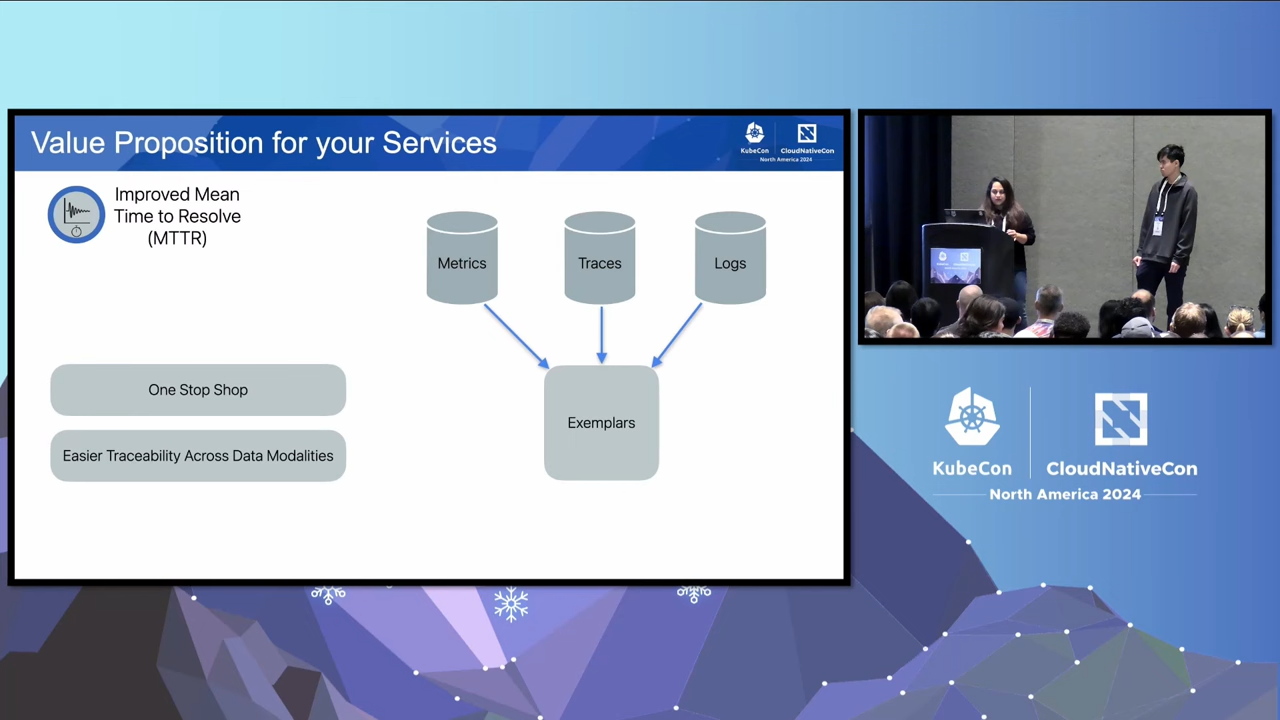 Value Proposition for your Services
KubeCon
CloudNativeCon
North America 2024
Improved Mean
Time to Resolve
(MTTR)
Metrics
Traces
Logs
One Stop Shop
Easier Traceability Across Data Modalities
Exemplars
KubeCon
CloudNativeCon
North America 2024